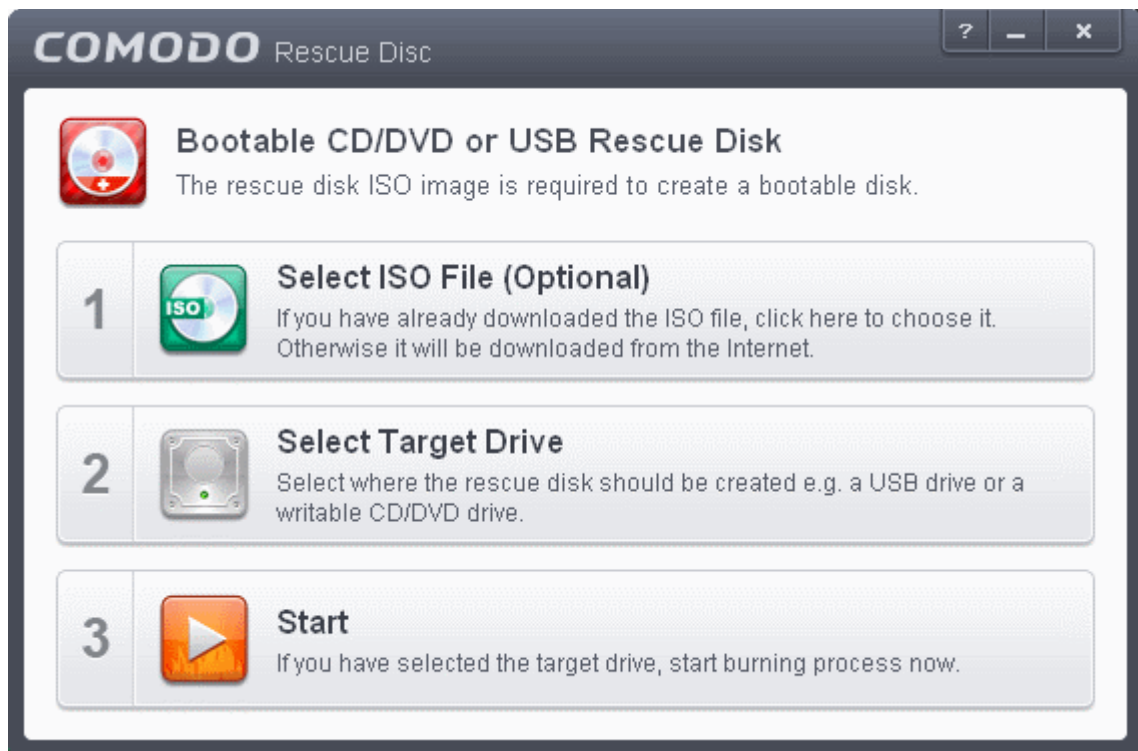 COMODO Rescue Disc
? – ×
Bootable CD/DVD or USB Rescue Disk
The rescue disk ISO image is required to create a bootable disk.
1
ISO
Select ISO File (Optional)
If you have already downloaded the ISO file, click here to choose it.
Otherwise it will be downloaded from the Internet.
2
Select Target Drive
Select where the rescue disk should be created e.g. a USB drive or a
writable CD/DVD drive.
3
Start
If you have selected the target drive, start burning process now.